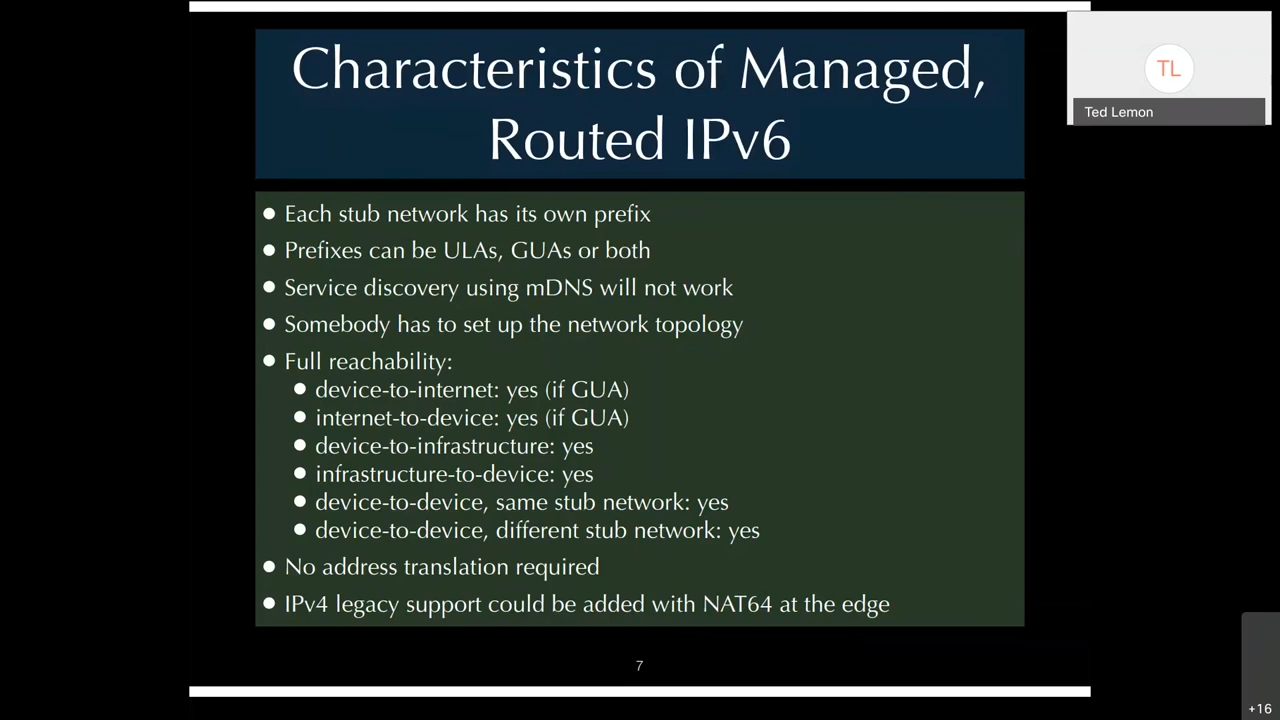 Characteristics of Managed,
Routed IPv6
TL
Ted Lemon
● Each stub network has its own prefix
● Prefixes can be ULAs, GUAs or both
● Service discovery using mDNS will not work
● Somebody has to set up the network topology
● Full reachability:
● device-to-internet: yes (if GUA)
● internet-to-device: yes (if GUA)
● device-to-infrastructure: yes
● infrastructure-to-device: yes
● device-to-device, same stub network: yes
● device-to-device, different stub network: yes
● No address translation required
● IPv4 legacy support could be added with NAT64 at the edge
7
+16